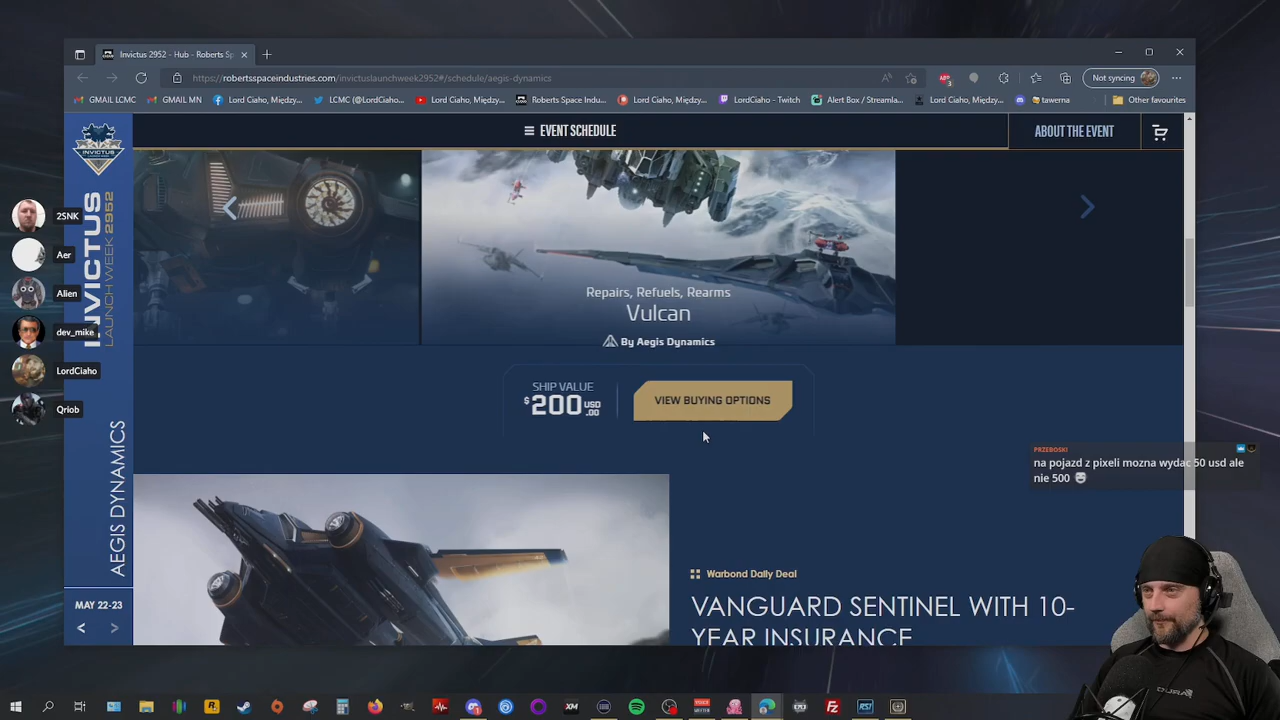 Invictus 2952 - Hub - Roberts Sp
https://robertsspaceindustries.com/invictuslaunchweek2952#/schedule/aegis-dynamics
Not syncing
GMAIL LCMC
GMAIL MN
Lord Ciaho, Między...
LCMC (@LordCiaho...
Lord Ciaho, Między...
Roberts Space Indu...
Lord Ciaho, Między...
LordCiaho - Twitch
Alert Box / Streamla...
Lord Ciaho, Między...
tawerna
Other favourites
INVICTUS
EVENT SCHEDULE
ABOUT THE EVENT
INVICTUS
LAUNCH WEEK 2952
2SNK
Aer
Alien
dev_mike
LordCiaho
Qriob
Repairs, Refuels, Rearms
Vulcan
By Aegis Dynamics
SHIP VALUE
$200 USD .00
VIEW BUYING OPTIONS
PRZEBOSKI
na pojazd z pixeli mozna wydac 50 usd ale
nie 500
AEGIS DYNAMICS
MAY 22-23
Warbond Daily Deal
VANGUARD SENTINEL WITH 10-
YEAR INSURANCE